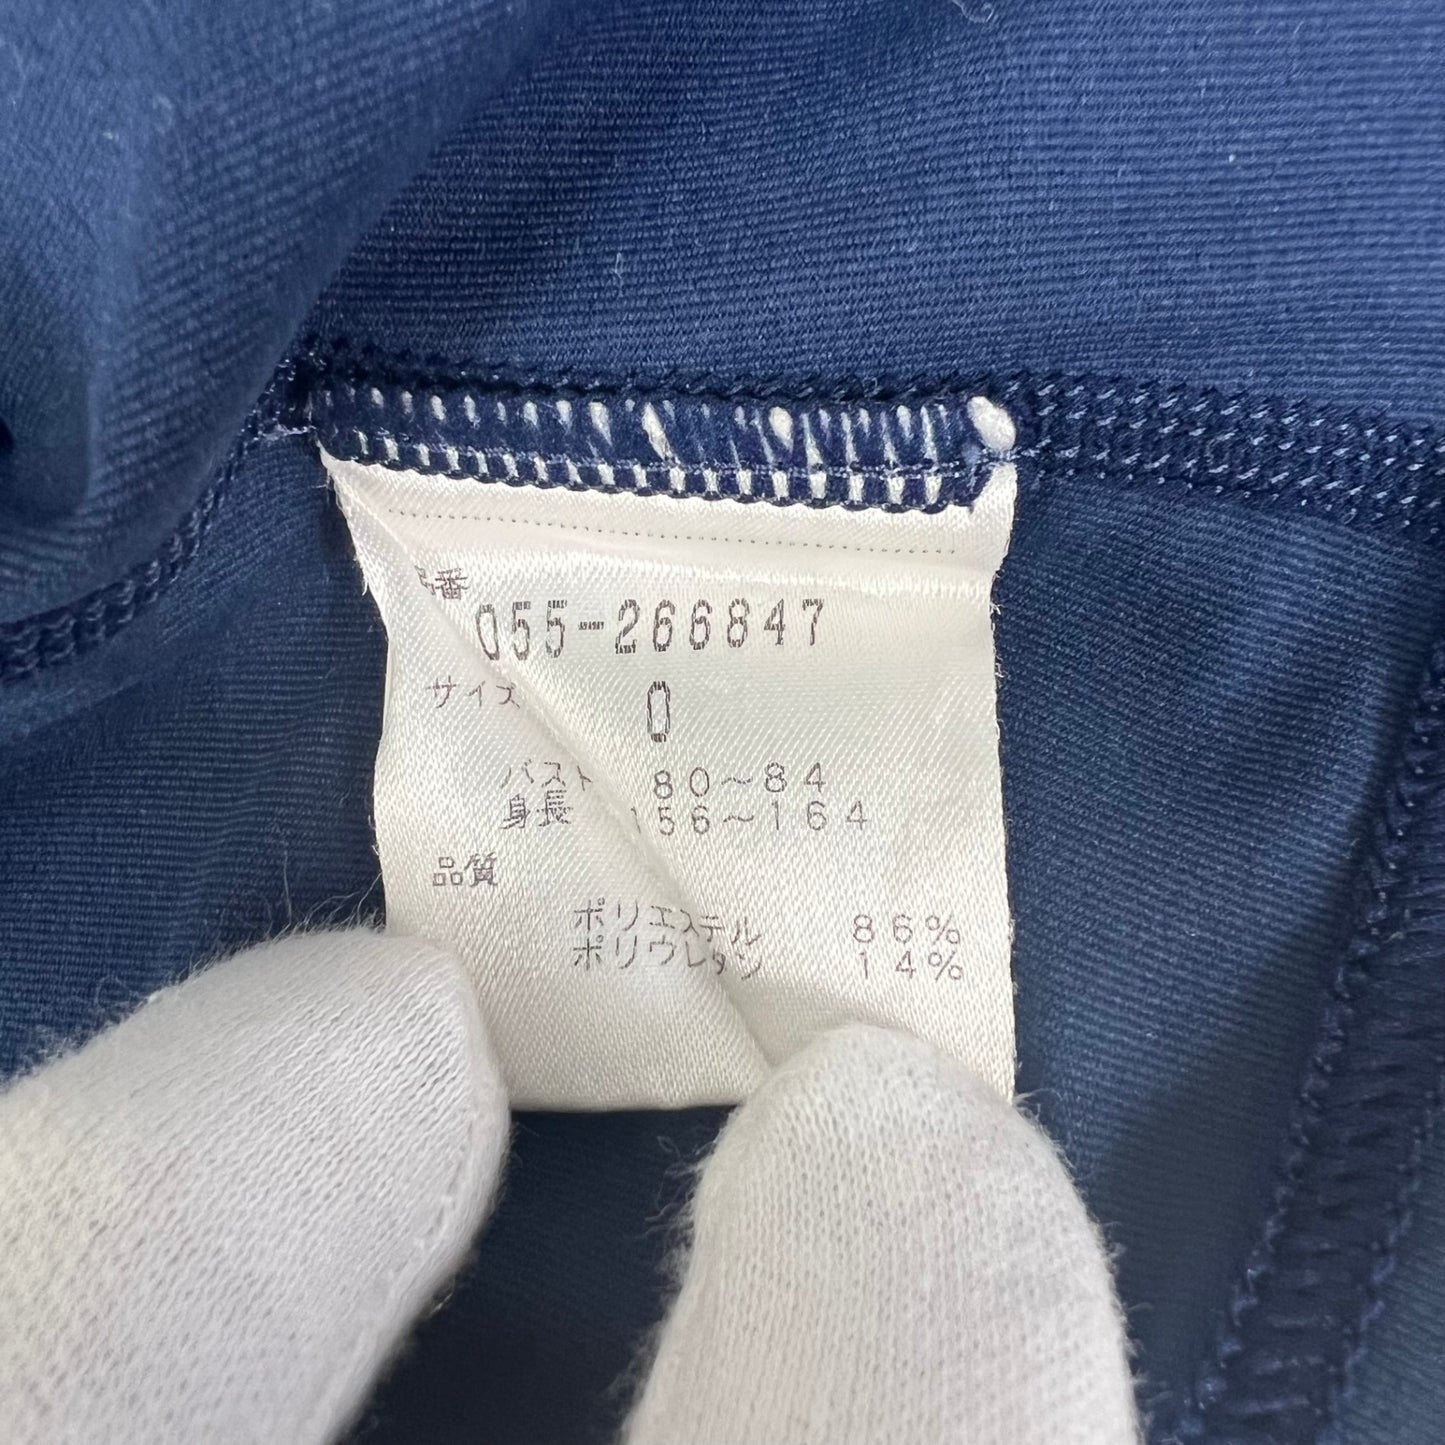 品番
055-266847
サイズ 0
バスト 80～84
身長 156～164
品質
ポリエステル 86%
ポリウレタン 14%